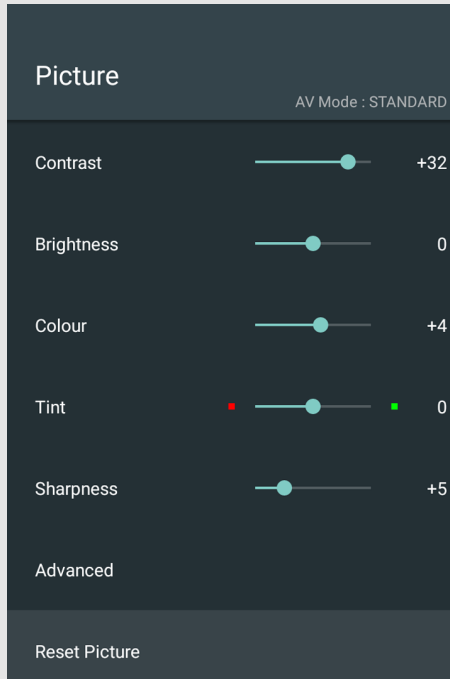 Picture
AV Mode : STANDARD
Contrast +32
Brightness 0
Colour +4
Tint 0
Sharpness +5
Advanced
Reset Picture